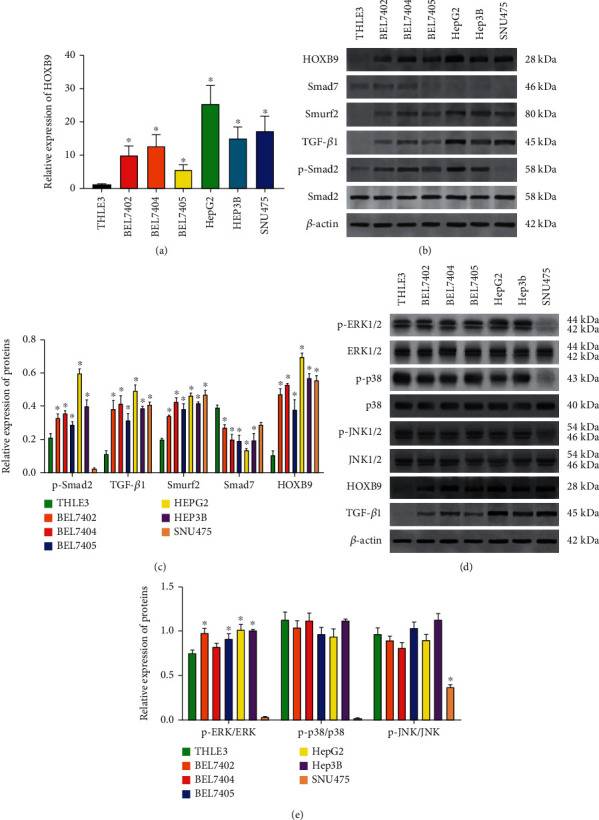 Relative expression of HOXB9
40
30
20
10
0
THLE3
BEL7402
BEL7404
BEL7405
HepG2
HEP3B
SNU475
* * * * * *
(a)
THLE3
BEL7402
BEL7404
BEL7405
HepG2
Hep3B
SNU475
HOXB9 28 kDa
Smad7 46 kDa
Smurf2 80 kDa
TGF-β1 45 kDa
p-Smad2 58 kDa
Smad2 58 kDa
β-actin 42 kDa
(b)
Relative expression of proteins
0.8
0.6
0.4
0.2
0.0
p-Smad2 TGF-β1 Smurf2 Smad7 HOXB9
THLE3 HEPG2
BEL7402 HEP3B
BEL7404 SNU475
BEL7405
(c)
THLE3
BEL7402
BEL7404
BEL7405
HepG2
Hep3b
SNU475
p-ERK1/2 44 kDa
42 kDa
ERK1/2 44 kDa
42 kDa
p-p38 43 kDa
p38 40 kDa
p-JNK1/2 54 kDa
46 kDa
JNK1/2 54 kDa
46 kDa
HOXB9 28 kDa
TGF-β1 45 kDa
β-actin 42 kDa
(d)
Relative expression of proteins
1.5
1.0
0.5
0.0
p-ERK/ERK p-p38/p38 p-JNK/JNK
THLE3 HepG2
BEL7402 Hep3B
BEL7404 SNU475
BEL7405
(e)